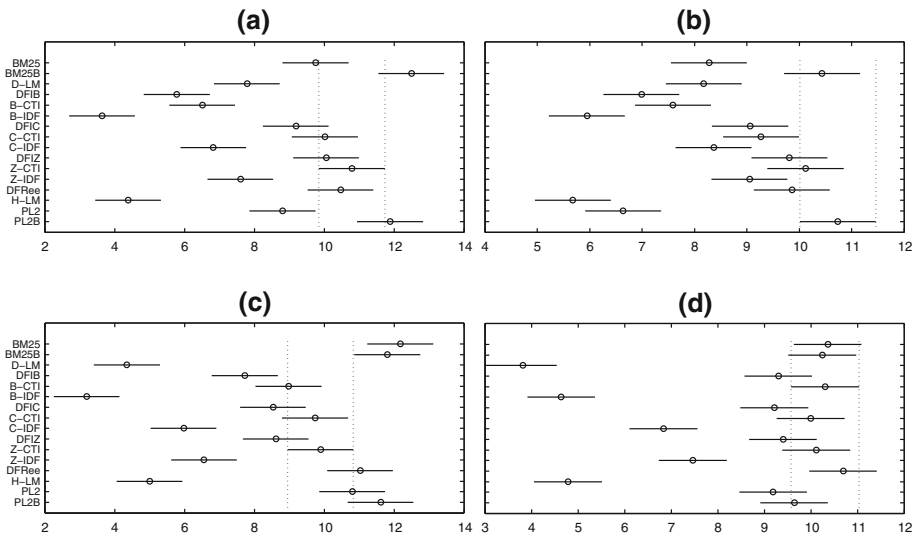 (a) (b)
BM25
BM25B
D-LM
DFIB
B-CTI
B-IDF
DFIC
C-CTI
C-IDF
DFIZ
Z-CTI
Z-IDF
DFRee
H-LM
PL2
PL2B
2 4 6 8 10 12 14
4 5 6 7 8 9 10 11 12
(c) (d)
BM25
BM25B
D-LM
DFIB
B-CTI
B-IDF
DFIC
C-CTI
C-IDF
DFIZ
Z-CTI
Z-IDF
DFRee
H-LM
PL2
PL2B
2 4 6 8 10 12 14
3 4 5 6 7 8 9 10 11 12